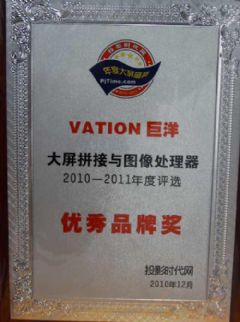 PjTime.com
VATION 巨洋
大屏拼接与图像处理器
2010—2011年度评选
优秀品牌奖
投影时代网
2010年12月